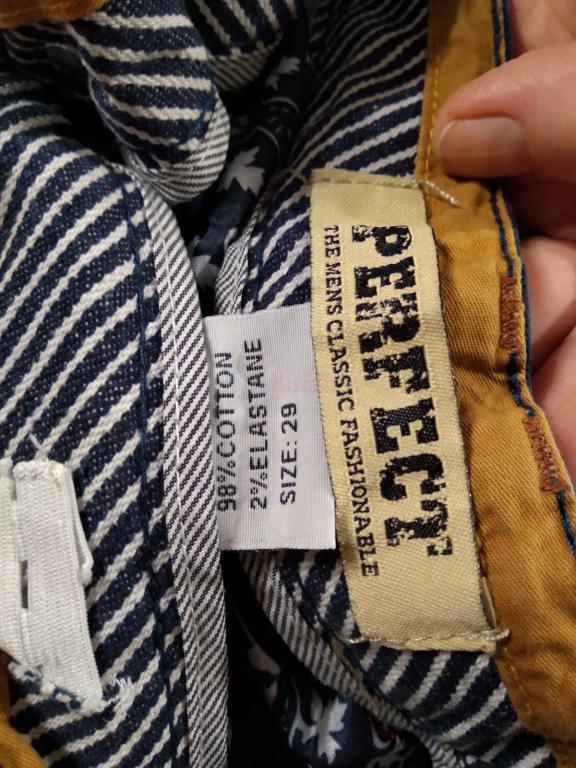 PERFECT
THE MENS CLASSIC FASHIONABLE
98%COTTON
2%ELASTANE
SIZE: 29